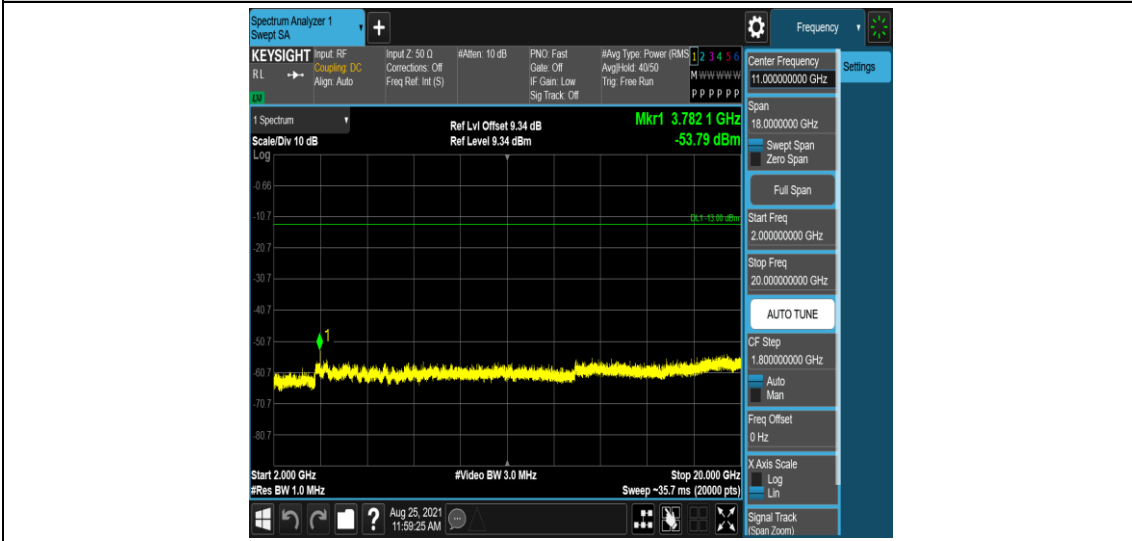 Spectrum Analyzer 1
Swept SA
+
Frequency
KEYSIGHT
RL
LM
Input: RF
Coupling: DC
Align: Auto
Input Z: 50 Ω
Corrections: Off
Freq Ref: Int (S)
#Atten: 10 dB
PNO: Fast
Gate: Off
IF Gain: Low
Sig Track: Off
#Avg Type: Power (RMS
Avg|Hold: 40/50
Trig: Free Run
1 2 3 4 5 6
M W W W W W
P P P P P P
1 Spectrum
Scale/Div 10 dB
Log
Ref Lvl Offset 9.34 dB
Ref Level 9.34 dBm
Mkr1 3.782 1 GHz
-53.79 dBm
-0.66
-10.7
DL1 -13.00 dBm
-20.7
-30.7
-40.7
-50.7
1
-60.7
-70.7
-80.7
Start 2.000 GHz
#Res BW 1.0 MHz
#Video BW 3.0 MHz
Stop 20.000 GHz
Sweep ~35.7 ms (20000 pts)
?
Aug 25, 2021
11:59:25 AM
Center Frequency
11.000000000 GHz
Settings
Span
18.0000000 GHz
Swept Span
Zero Span
Full Span
Start Freq
2.000000000 GHz
Stop Freq
20.000000000 GHz
AUTO TUNE
CF Step
1.800000000 GHz
Auto
Man
Freq Offset
0 Hz
X Axis Scale
Log
Lin
Signal Track
(Span Zoom)